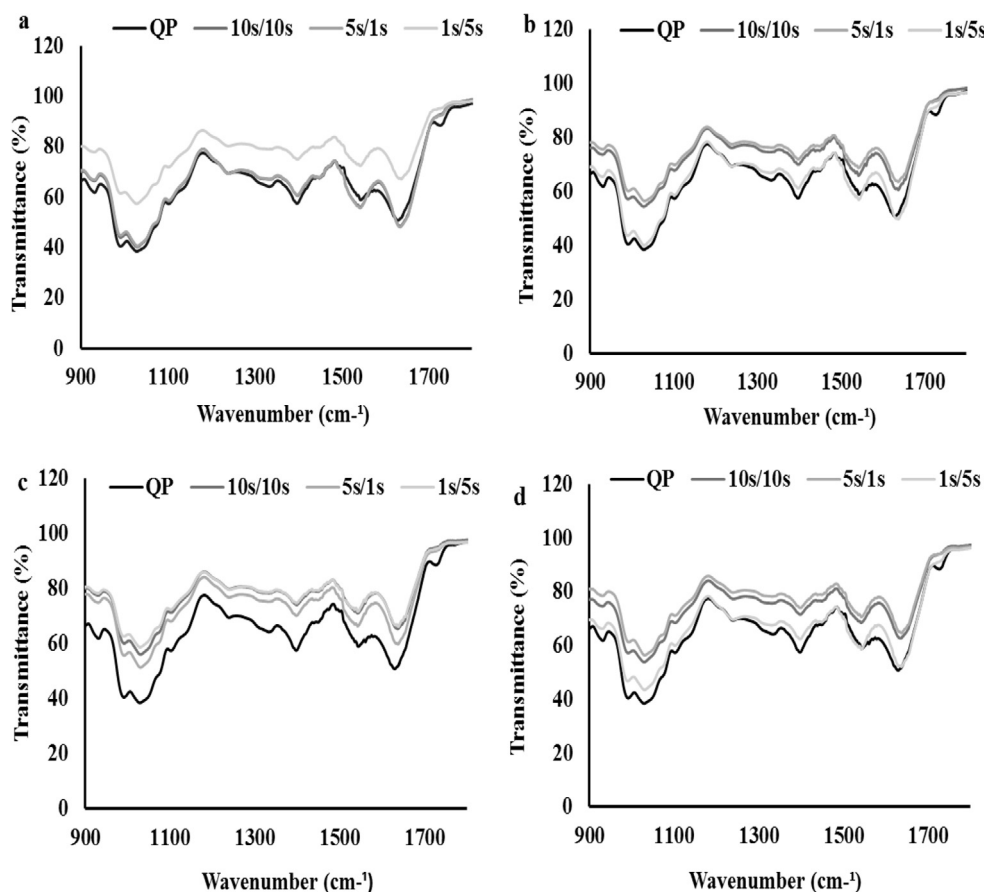 a
QP 10s/10s 5s/1s 1s/5s
120
100
80
60
40
20
0
Transmittance (%)
900 1100 1300 1500 1700
Wavenumber (cm-¹)
b
QP 10s/10s 5s/1s 1s/5s
120
100
80
60
40
20
0
Transmittance (%)
900 1100 1300 1500 1700
Wavenumber (cm-¹)
c
QP 10s/10s 5s/1s 1s/5s
120
100
80
60
40
20
0
Transmittance (%)
900 1100 1300 1500 1700
Wavenumber (cm-¹)
d
QP 10s/10s 5s/1s 1s/5s
120
100
80
60
40
20
0
Transmittance (%)
900 1100 1300 1500 1700
Wavenumber (cm-¹)